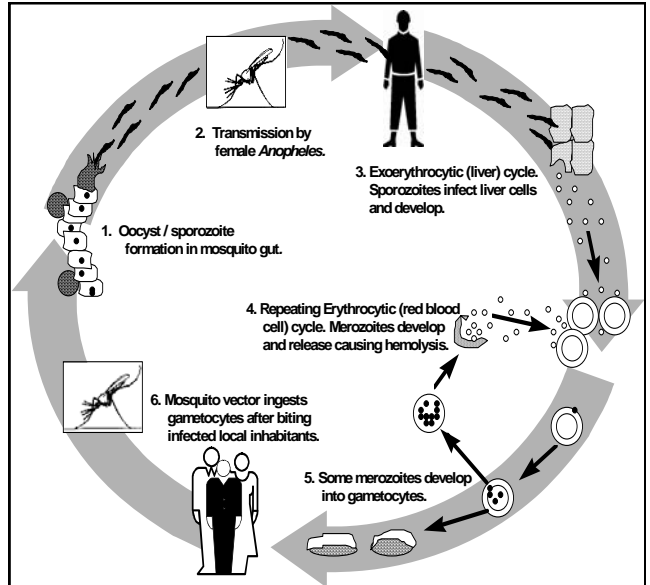 2. Transmission by
female Anopheles.
3. Exoerythrocytic (liver) cycle.
Sporozoites infect liver cells
and develop.
1. Oocyst / sporozoite
formation in mosquito gut.
4. Repeating Erythrocytic (red blood
cell) cycle. Merozoites develop
and release causing hemolysis.
6. Mosquito vector ingests
gametocytes after biting
infected local inhabitants.
5. Some merozoites develop
into gametocytes.